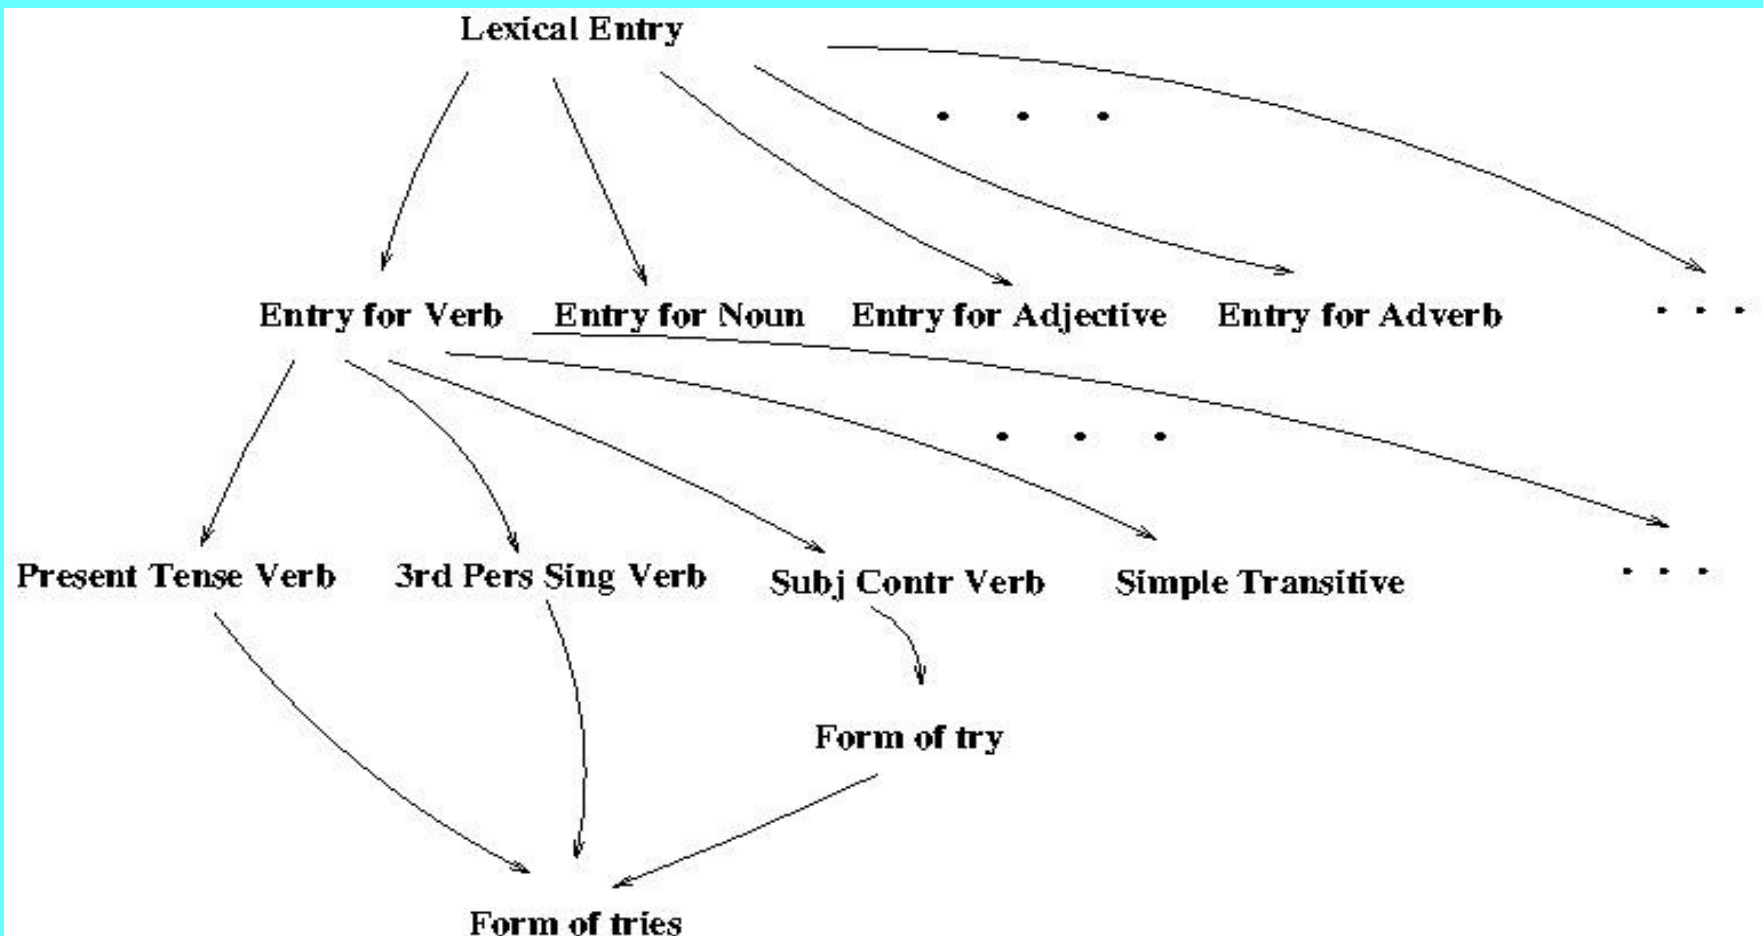 Lexical Entry
. . .
Entry for Verb Entry for Noun Entry for Adjective Entry for Adverb . . .
. . .
Present Tense Verb 3rd Pers Sing Verb Subj Contr Verb Simple Transitive . . .
Form of try
Form of tries